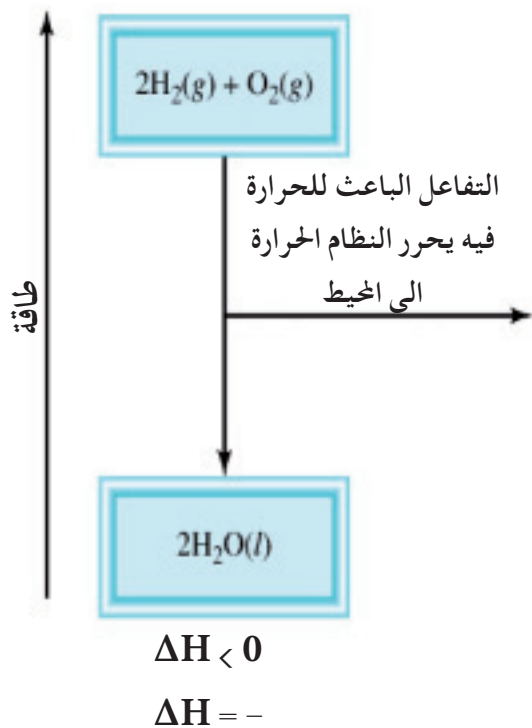 2H₂(g) + O₂(g)
التفاعل الباعث للحرارة
فيه يحرر النظام الحرارة
الى المحيط
طاقة
2H₂O(l)
ΔH < 0
ΔH = −